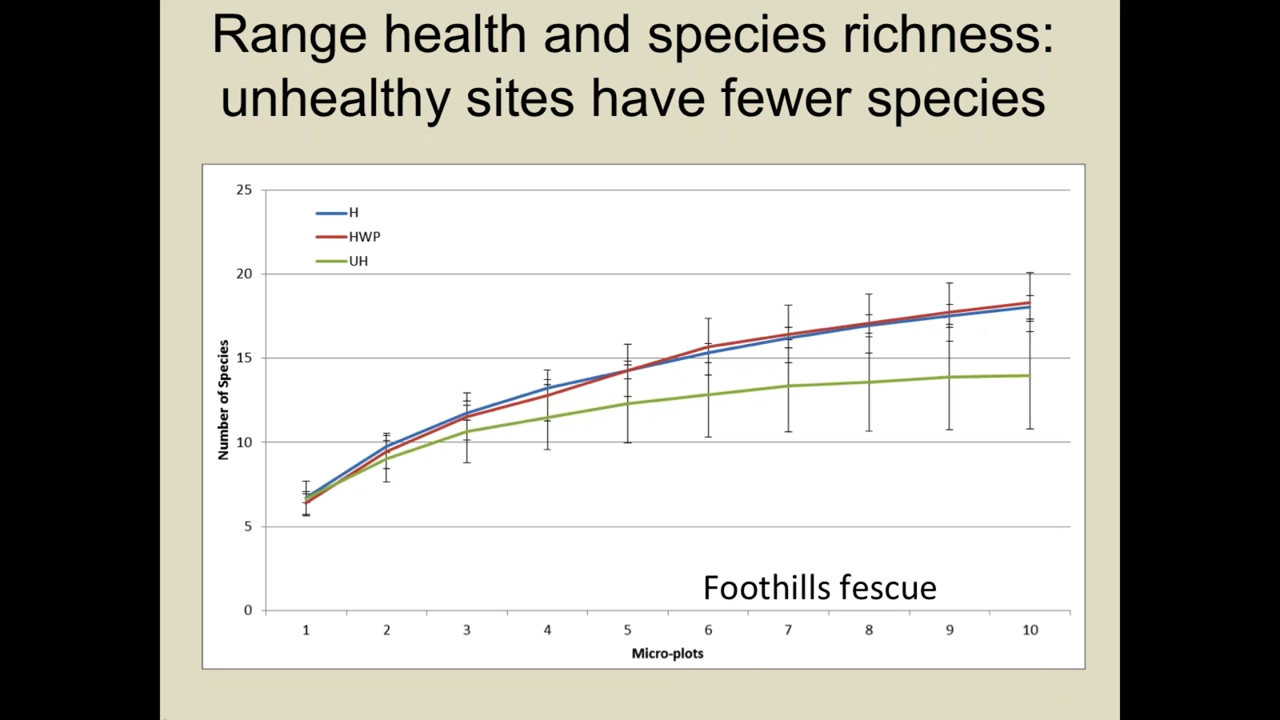 Range health and species richness:
unhealthy sites have fewer species
25
20
15
10
5
0
Number of Species
H
HWP
UH
Foothills fescue
1 2 3 4 5 6 7 8 9 10
Micro-plots